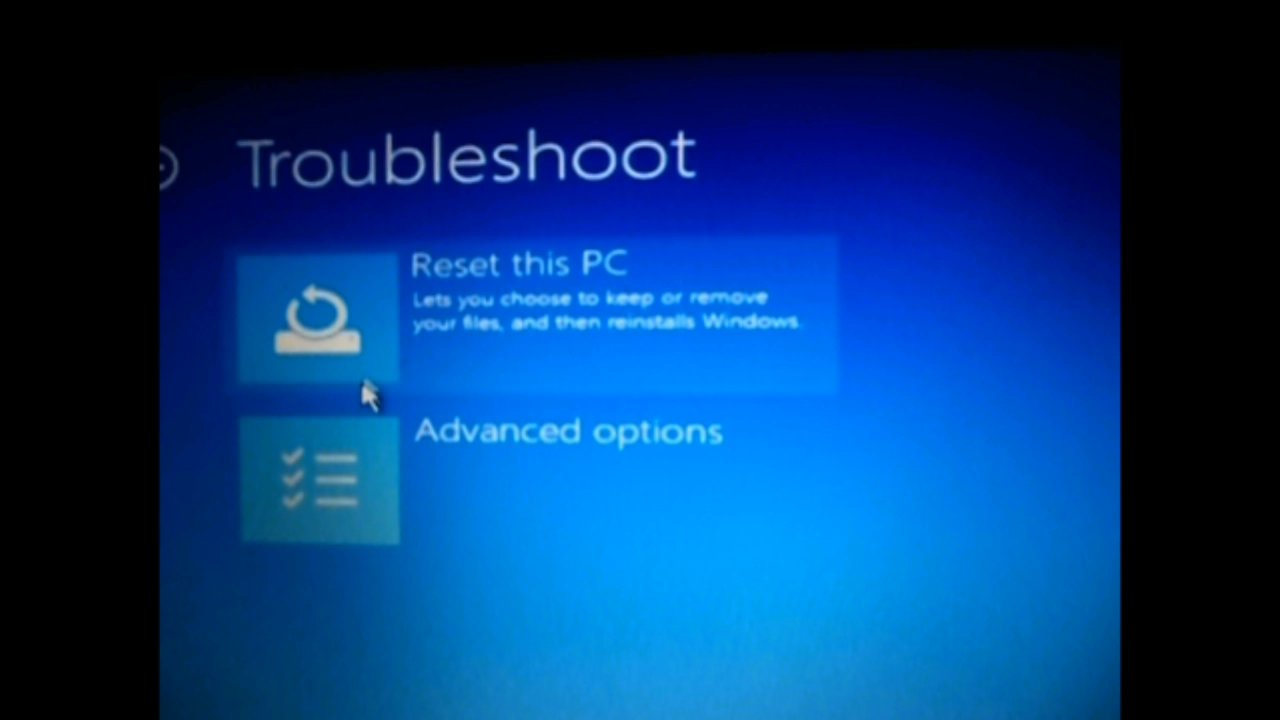 Troubleshoot
Reset this PC
Lets you choose to keep or remove
your files, and then reinstalls Windows.
Advanced options